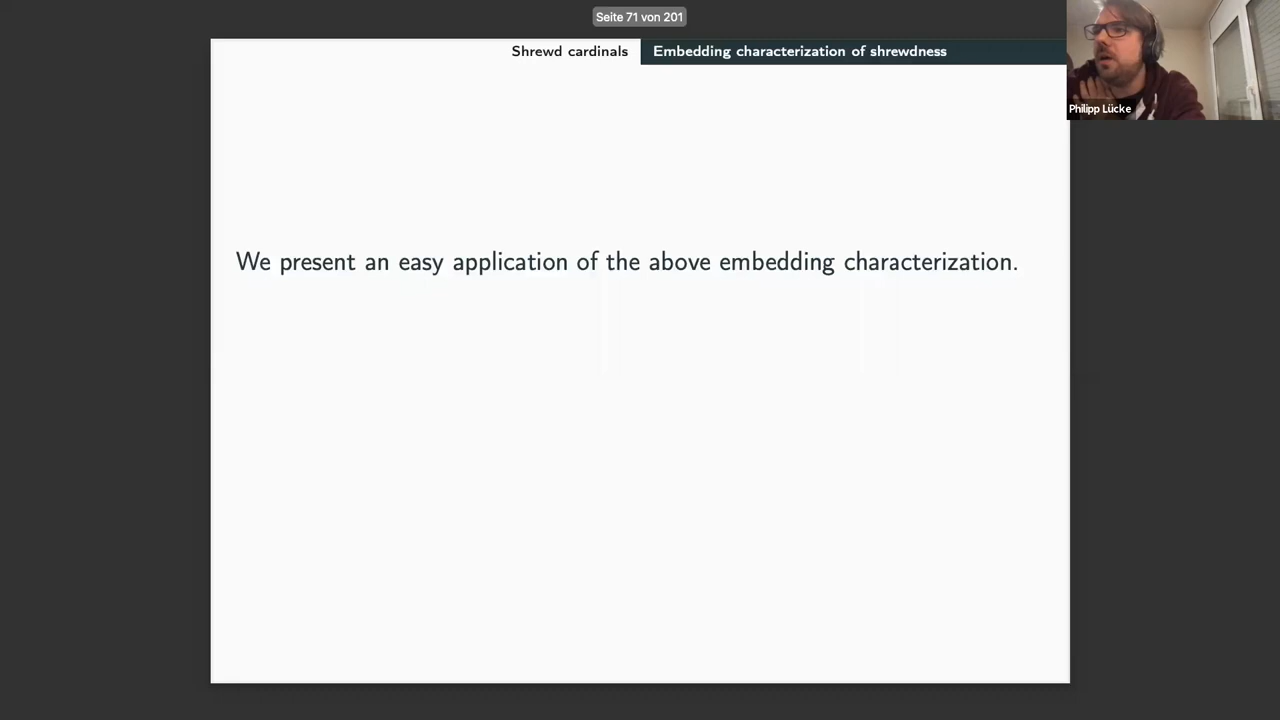 Seite 71 von 201
Shrewd cardinals
Embedding characterization of shrewdness
Philipp Lücke
We present an easy application of the above embedding characterization.